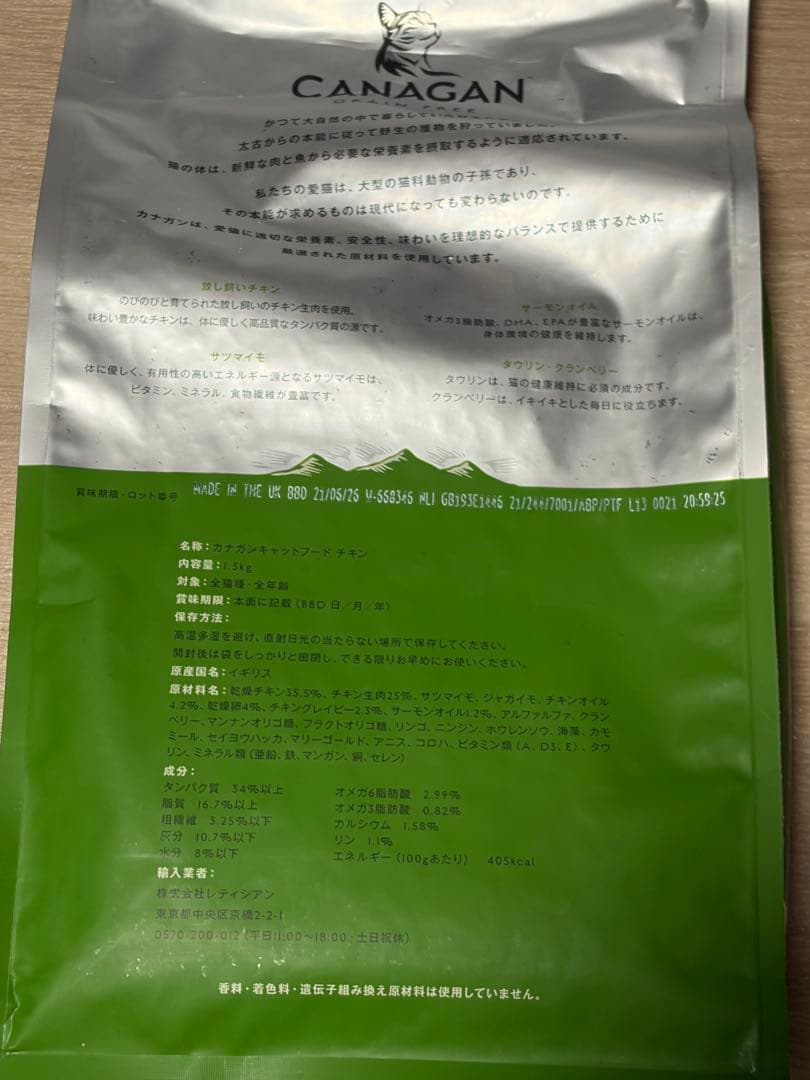 CANAGAN
GRAIN FREE
かつて大自然の中で暮らしていた
太古からの本能に従って野生の獲物を狩っていました。
猫の体は、新鮮な肉と魚から必要な栄養素を摂取するように適応されています。
私たちの愛猫は、大型の猫科動物の子孫であり、
その本能が求めるものは現代になっても変わらないのです。
カナガンは、愛猫に適切な栄養素、安全性、味わいを理想的なバランスで提供するために
厳選された原材料を使用しています。
放し飼いチキン
のびのびと育てられた放し飼いのチキン生肉を使用。
味わい豊かなチキンは、体に優しく高品質なタンパク質の源です。
サーモンオイル
オメガ3脂肪酸、DHA、EPAが豊富なサーモンオイルは、
身体環境の健康を維持します。
サツマイモ
体に優しく、有用性の高いエネルギー源となるサツマイモは、
ビタミン、ミネラル、食物繊維が豊富です。
タウリン・クランベリー
タウリンは、猫の健康維持に必須の成分です。
クランベリーは、イキイキとした毎日に役立ちます。
賞味期限・ロット番号 MADE IN THE UK BBD 21/06/26 M-668346 NLI GB193E1446 21/244/7001/ABP/PTF L13 0021 20:59:25
名称：カナガンキャットフード チキン
内容量：1.5kg
対象：全猫種・全年齢
賞味期限：本面に記載（BBD 日／月／年）
保存方法：
高温多湿を避け、直射日光の当たらない場所で保存してください。
開封後は袋をしっかりと密閉し、できる限りお早めにお使いください。
原産国名：イギリス
原材料名：乾燥チキン35.5%、チキン生肉25%、サツマイモ、ジャガイモ、チキンオイル
4.2%、乾燥卵4%、チキングレイビー2.3%、サーモンオイル1.2%、アルファルファ、クラン
ベリー、マンナンオリゴ糖、フラクトオリゴ糖、リンゴ、ニンジン、ホウレンソウ、海藻、カモ
ミール、セイヨウハッカ、マリーゴールド、アニス、コロハ、ビタミン類（A、D3、E）、タウ
リン、ミネラル類（亜鉛、鉄、マンガン、銅、セレン）
成分：
タンパク質 34%以上 オメガ6脂肪酸 2.99%
脂質 16.7%以上 オメガ3脂肪酸 0.82%
粗繊維 3.25%以下 カルシウム 1.58%
灰分 10.7%以下 リン 1.1%
水分 8%以下 エネルギー（100gあたり） 405kcal
輸入業者：
株式会社レティシアン
東京都中央区京橋2-2-1
0570-200-012（平日11:00〜18:00・土日祝休）
香料・着色料・遺伝子組み換え原材料は使用していません。